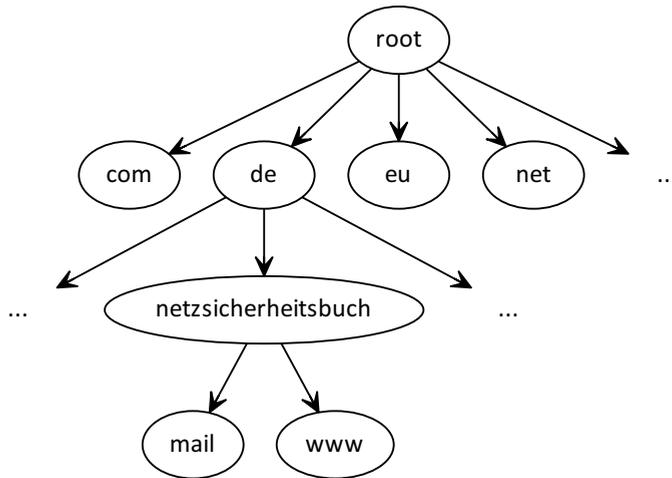 root
com de eu net ..
... netzsicherheitsbuch ...
mail www